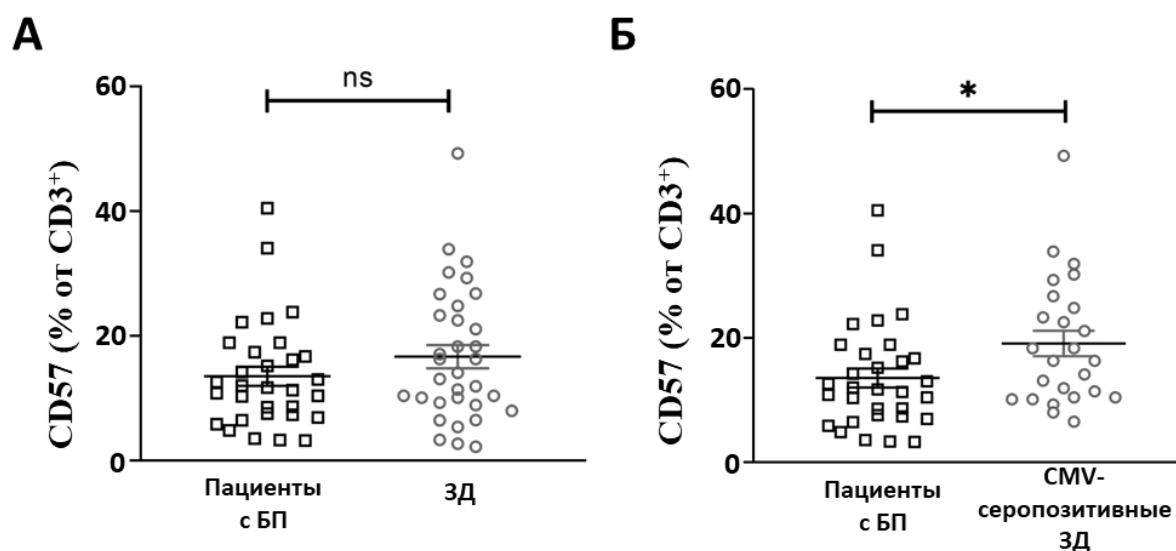 А
ns
60
40
20
0
CD57 (% от CD3⁺)
Пациенты
с БП
ЗД
Б
*
60
40
20
0
CD57 (% от CD3⁺)
Пациенты
с БП
CMV-
серопозитивные
ЗД